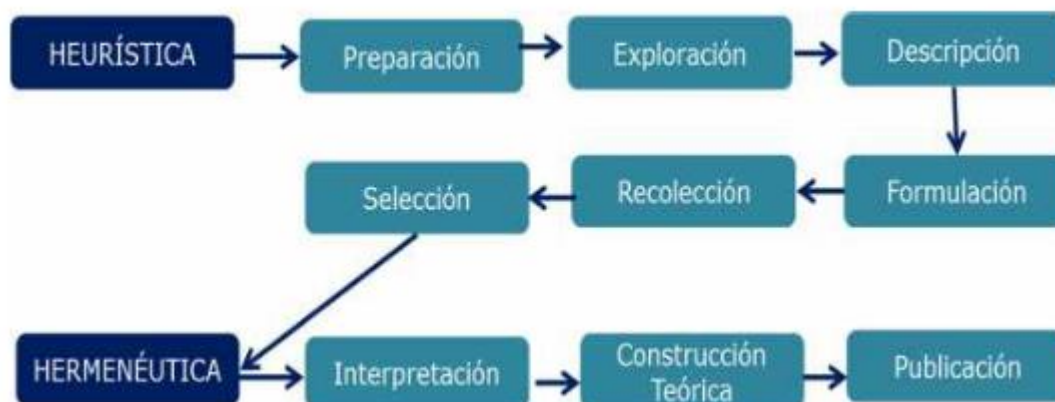 HEURÍSTICA
Preparación
Exploración
Descripción
Formulación
Recolección
Selección
HERMENÉUTICA
Interpretación
Construcción
Teórica
Publicación